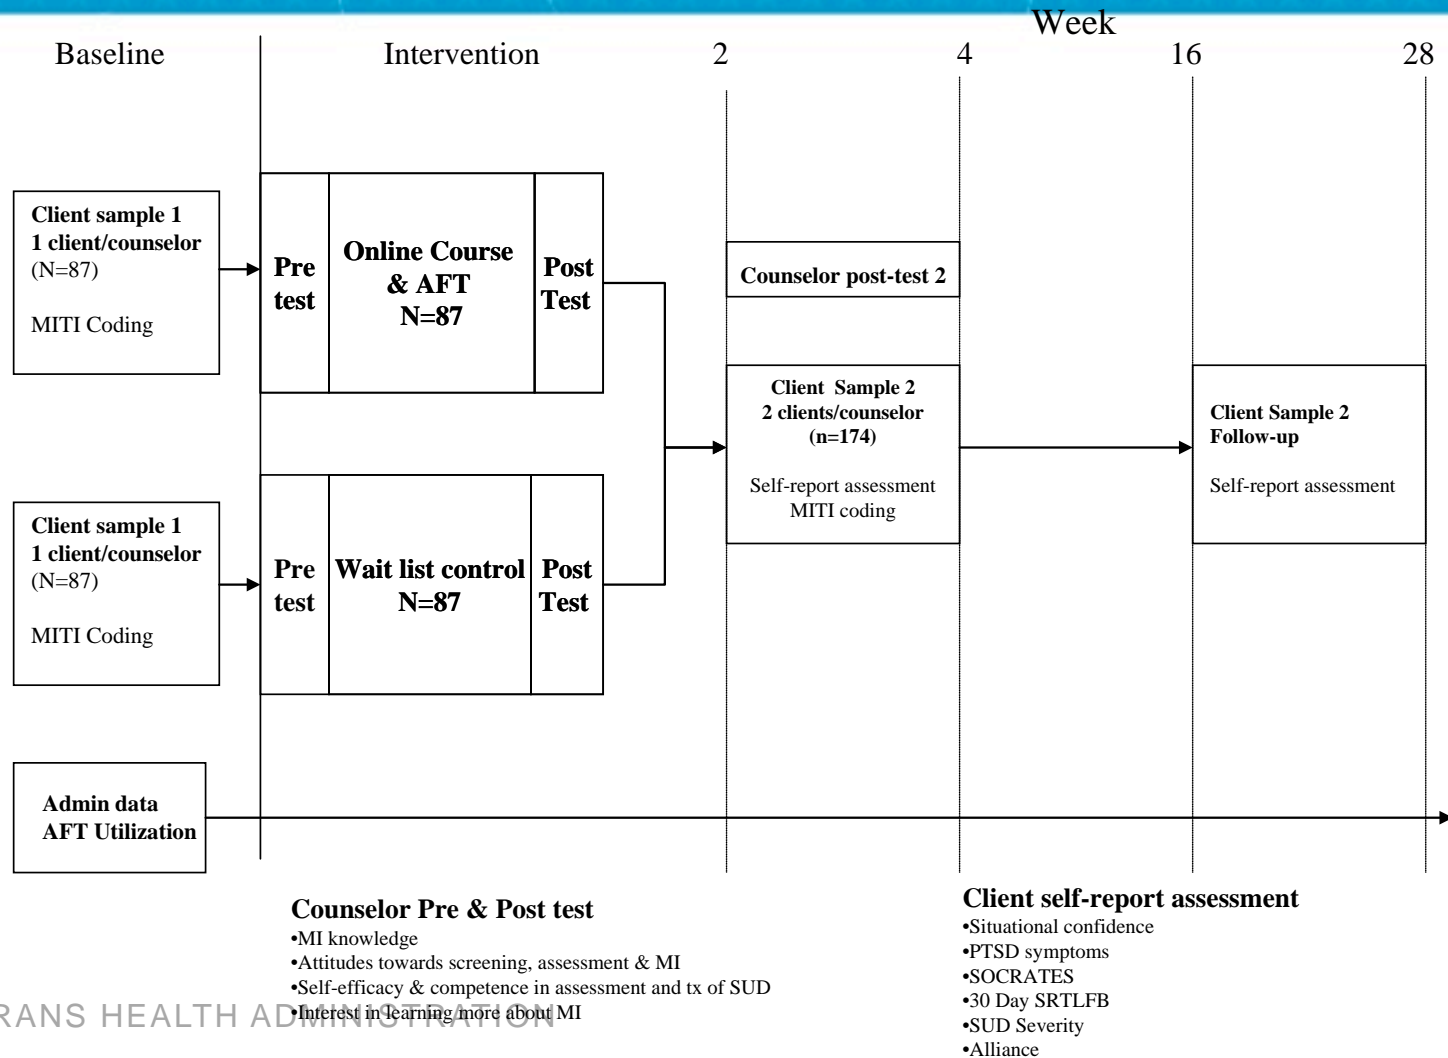 Week
Baseline
Intervention
2
4
16
28
Client sample 1
1 client/counselor
(N=87)
MITI Coding
Pre
test
Online Course
& AFT
N=87
Post
Test
Counselor post-test 2
Client Sample 2
2 clients/counselor
(n=174)
Self-report assessment
MITI coding
Client Sample 2
Follow-up
Self-report assessment
Client sample 1
1 client/counselor
(N=87)
MITI Coding
Pre
test
Wait list control
N=87
Post
Test
Admin data
AFT Utilization
Counselor Pre & Post test
•MI knowledge
•Attitudes towards screening, assessment & MI
•Self-efficacy & competence in assessment and tx of SUD
•Interest in learning more about MI
Client self-report assessment
•Situational confidence
•PTSD symptoms
•SOCRATES
•30 Day SRTLFB
•SUD Severity
•Alliance
RANS HEALTH ADMINISTRATION